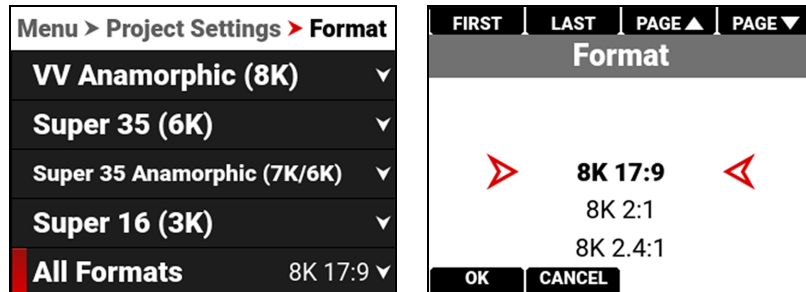 Menu > Project Settings > Format
VV Anamorphic (8K)
Super 35 (6K)
Super 35 Anamorphic (7K/6K)
Super 16 (3K)
All Formats 8K 17:9
FIRST LAST PAGE▲ PAGE▼
Format
8K 17:9
8K 2:1
8K 2.4:1
OK CANCEL